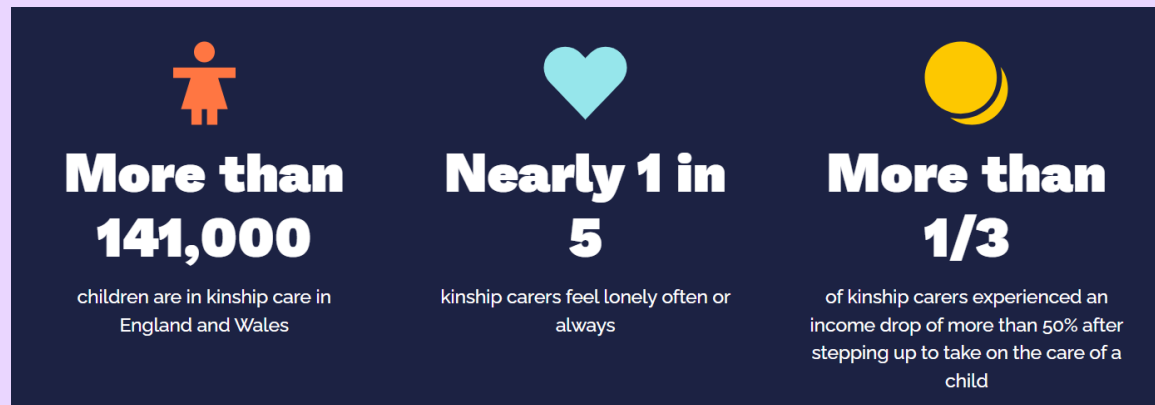 More than
141,000
children are in kinship care in
England and Wales
Nearly 1 in
5
kinship carers feel lonely often or
always
More than
1/3
of kinship carers experienced an
income drop of more than 50% after
stepping up to take on the care of a
child